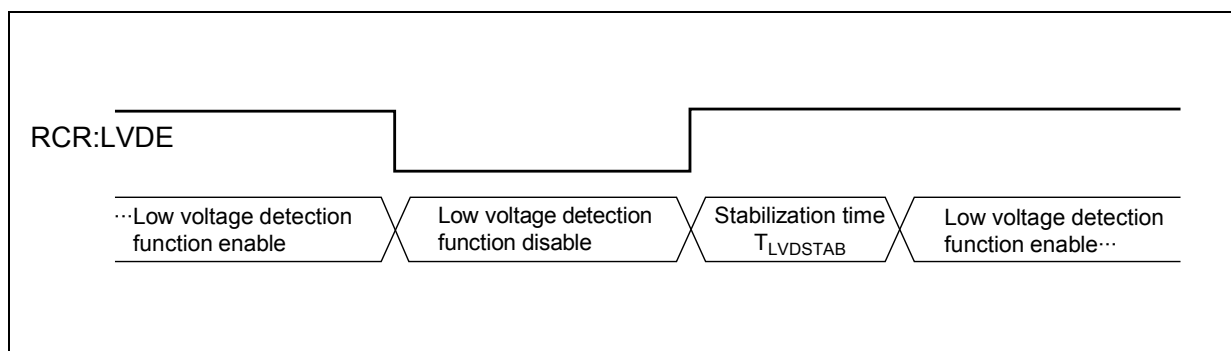 RCR:LVDE
···Low voltage detection
function enable
Low voltage detection
function disable
Stabilization time
TLVDSTAB
Low voltage detection
function enable···